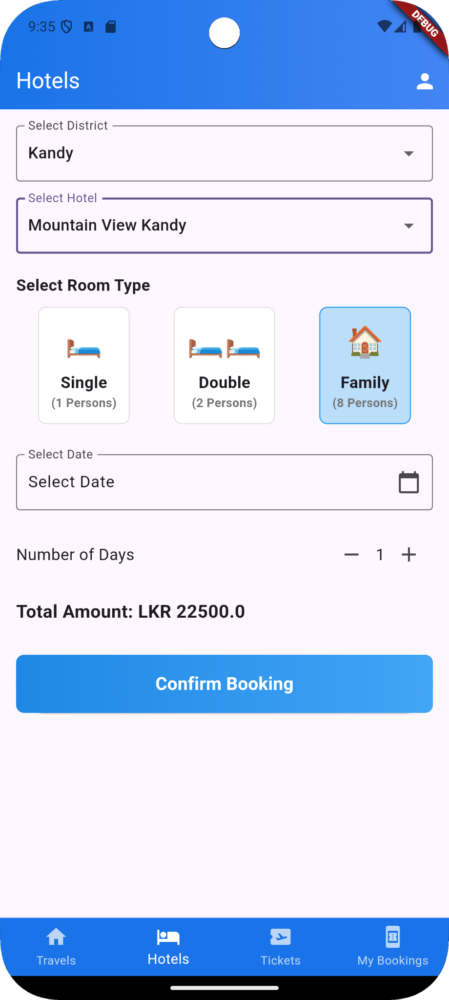 9:35
DEBUG
Hotels
Select District
Kandy
Select Hotel
Mountain View Kandy
Select Room Type
Single
(1 Persons)
Double
(2 Persons)
Family
(8 Persons)
Select Date
Select Date
Number of Days
1
Total Amount: LKR 22500.0
Confirm Booking
Travels
Hotels
Tickets
My Bookings